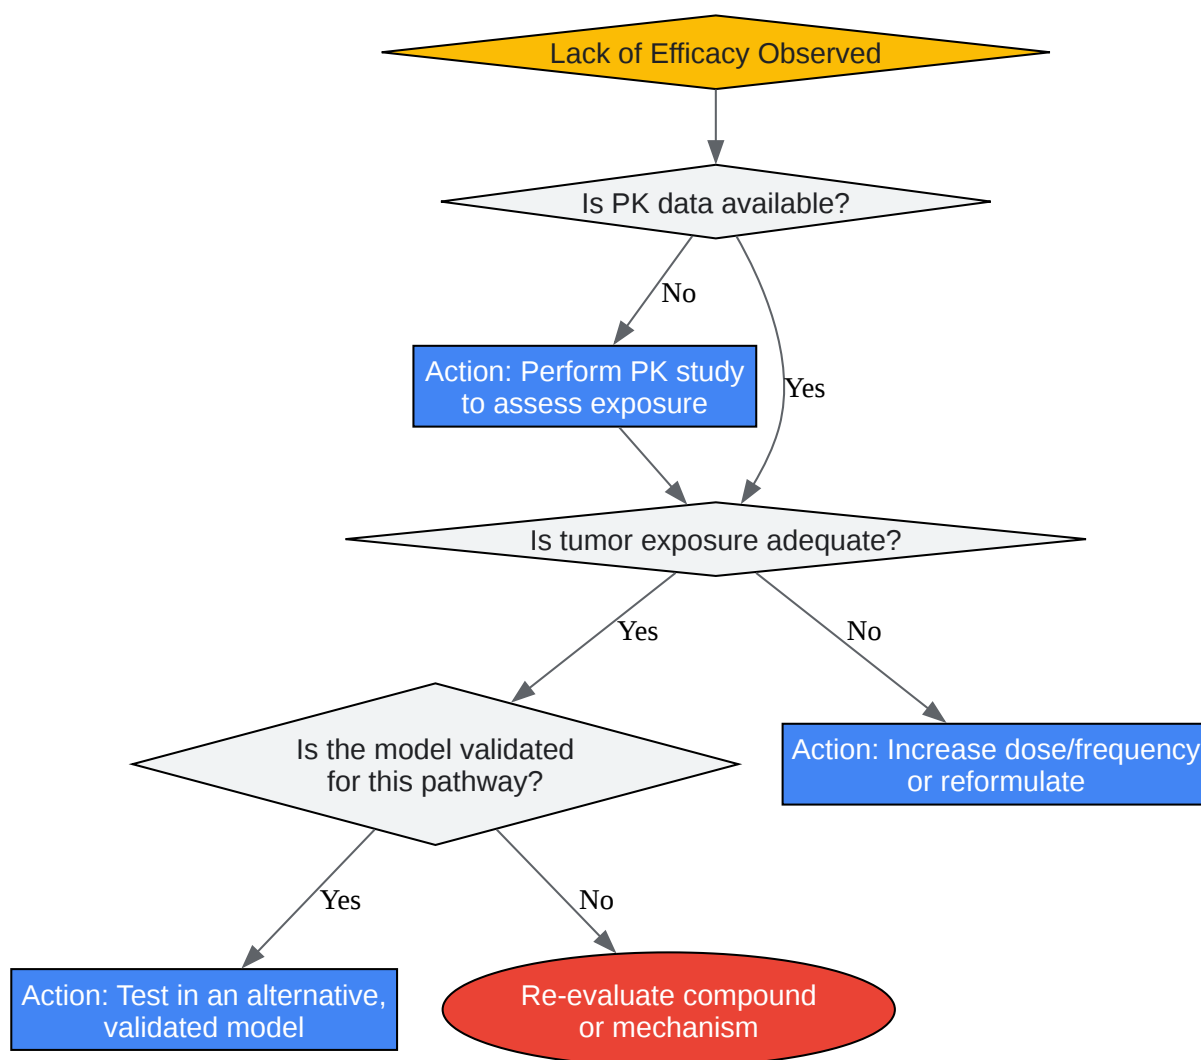 Lack of Efficacy Observed
Is PK data available?
No
Action: Perform PK study
to assess exposure
Yes
Is tumor exposure adequate?
Yes
No
Is the model validated
for this pathway?
Action: Increase dose/frequency
or reformulate
Yes
No
Action: Test in an alternative,
validated model
Re-evaluate compound
or mechanism